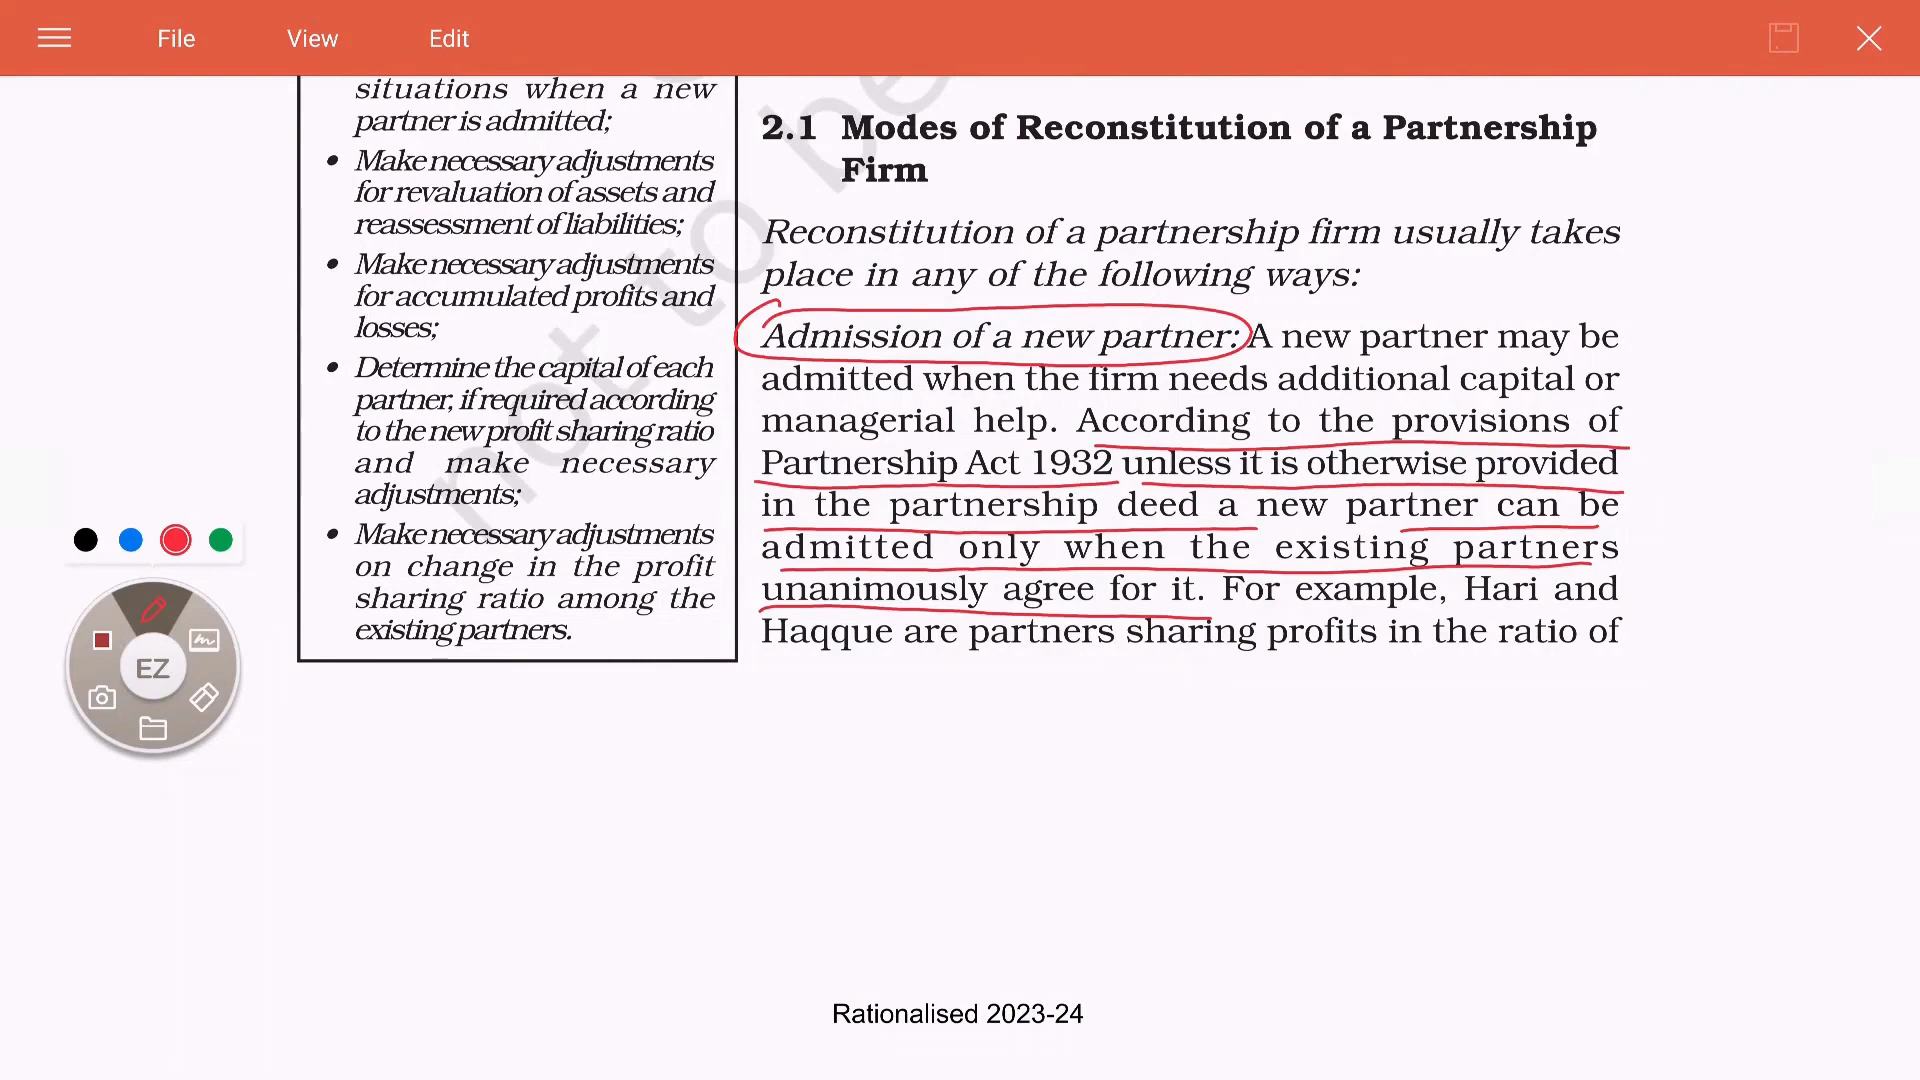 File View Edit
situations when a new
partner is admitted;
• Make necessary adjustments
for revaluation of assets and
reassessment of liabilities;
• Make necessary adjustments
for accumulated profits and
losses;
• Determine the capital of each
partner, if required according
to the new profit sharing ratio
and make necessary
adjustments;
• Make necessary adjustments
on change in the profit
sharing ratio among the
existing partners.
not to be
2.1 Modes of Reconstitution of a Partnership
Firm
Reconstitution of a partnership firm usually takes
place in any of the following ways:
Admission of a new partner: A new partner may be
admitted when the firm needs additional capital or
managerial help. According to the provisions of
Partnership Act 1932 unless it is otherwise provided
in the partnership deed a new partner can be
admitted only when the existing partners
unanimously agree for it. For example, Hari and
Haqque are partners sharing profits in the ratio of
EZ
Rationalised 2023-24